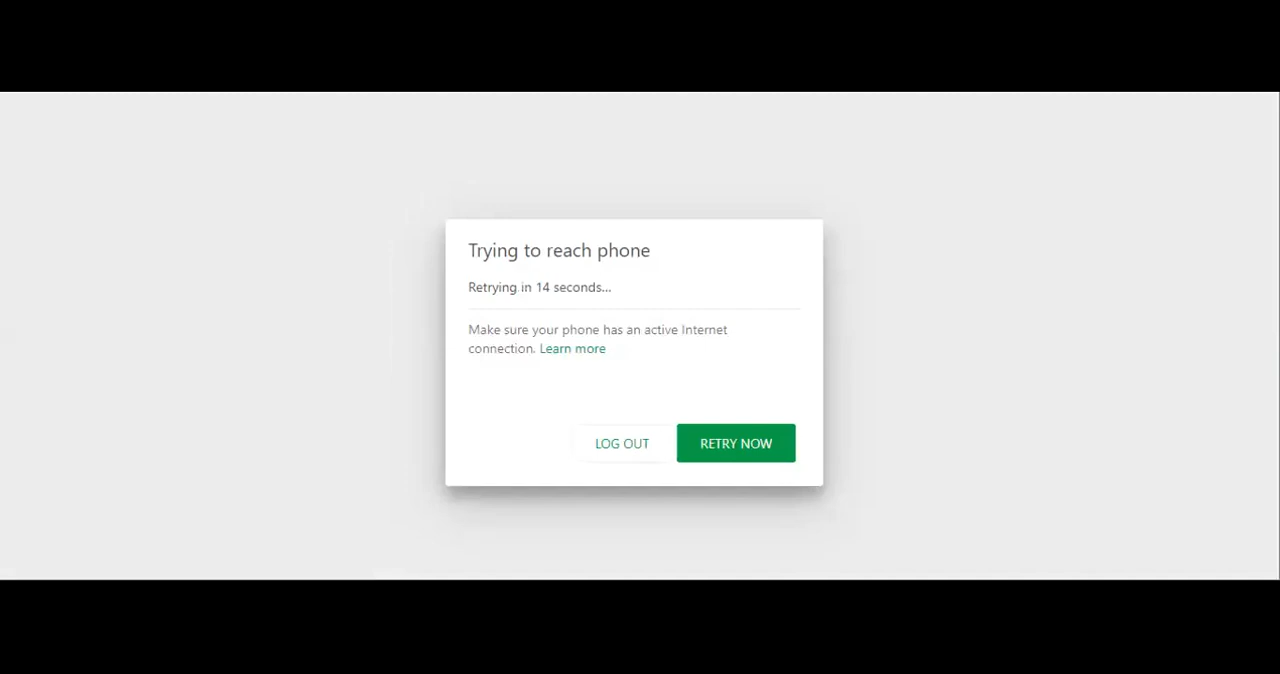 Trying to reach phone
Retrying in 14 seconds...
Make sure your phone has an active Internet
connection. Learn more
LOG OUT
RETRY NOW